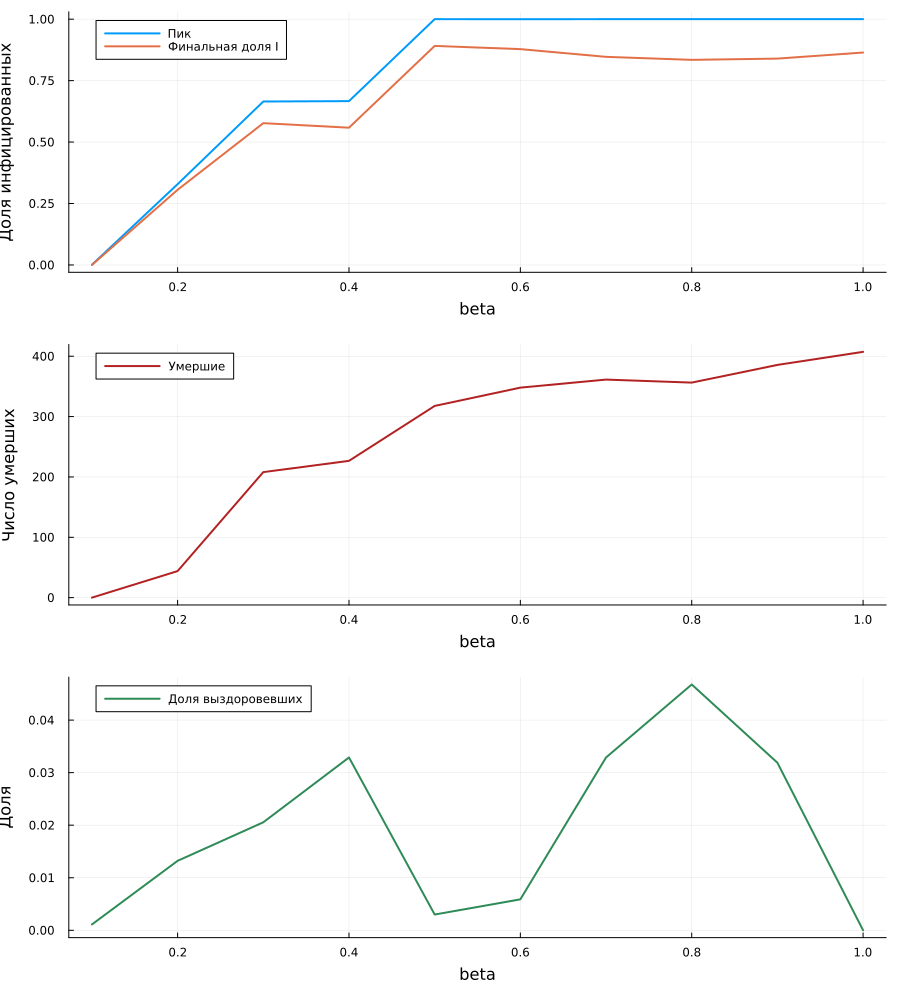 1.00
0.75
0.50
0.25
0.00
Доля инфицированных
Пик
Финальная доля I
0.2 0.4 0.6 0.8 1.0
beta
400
300
200
100
0
Число умерших
Умершие
0.2 0.4 0.6 0.8 1.0
beta
0.04
0.03
0.02
0.01
0.00
Доля
Доля выздоровевших
0.2 0.4 0.6 0.8 1.0
beta